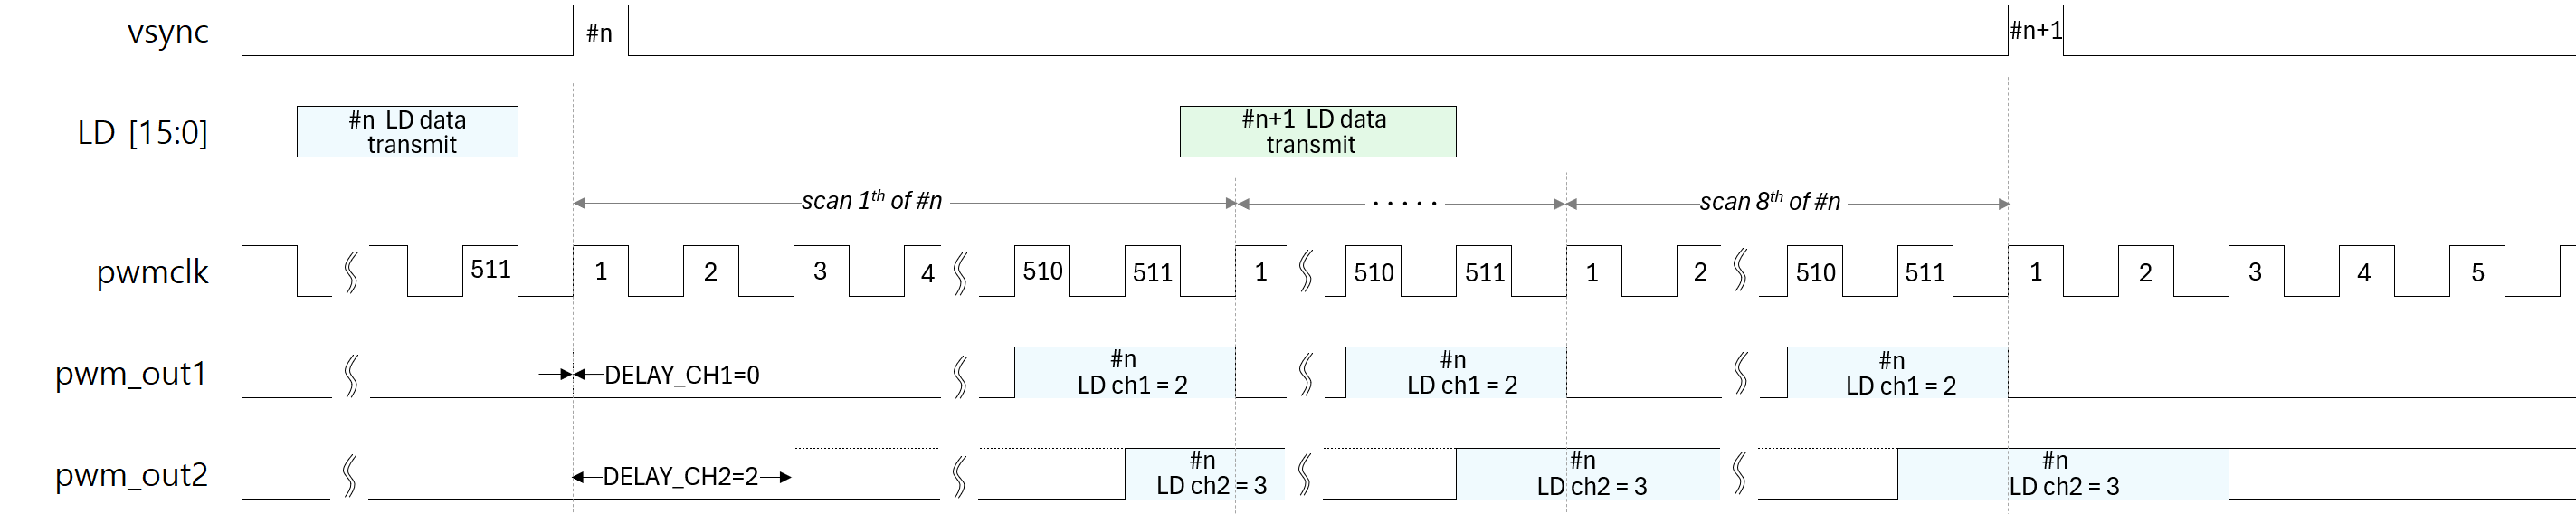 vsync
#n
#n+1
LD [15:0]
#n LD data
transmit
#n+1 LD data
transmit
scan 1th of #n
.....
scan 8th of #n
pwmclk
511
1
2
3
4
510
511
1
510
511
1
2
510
511
1
2
3
4
5
pwm_out1
DELAY_CH1=0
#n
LD ch1 = 2
#n
LD ch1 = 2
#n
LD ch1 = 2
pwm_out2
DELAY_CH2=2
#n
LD ch2 = 3
#n
LD ch2 = 3
#n
LD ch2 = 3